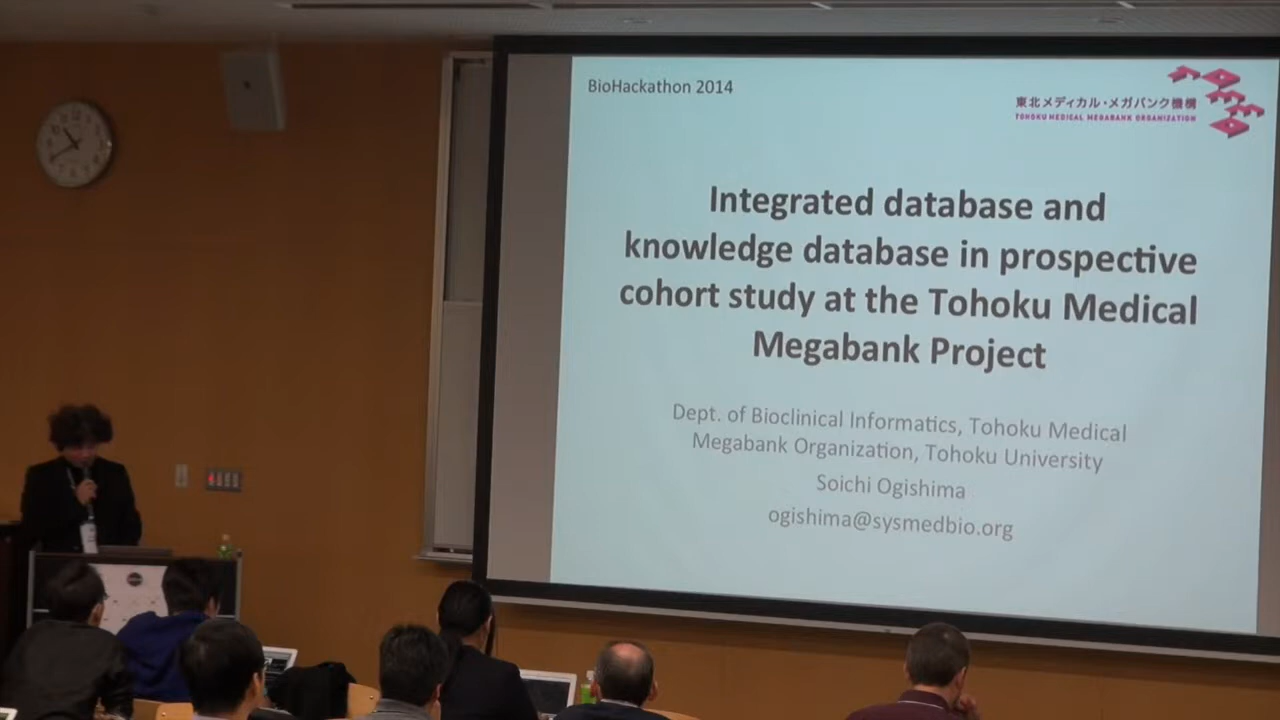 BioHackathon 2014
東北メディカル・メガバンク機構
TOHOKU MEDICAL MEGABANK ORGANIZATION
Integrated database and
knowledge database in prospective
cohort study at the Tohoku Medical
Megabank Project
Dept. of Bioclinical Informatics, Tohoku Medical
Megabank Organization, Tohoku University
Soichi Ogishima
ogishima@sysmedbio.org